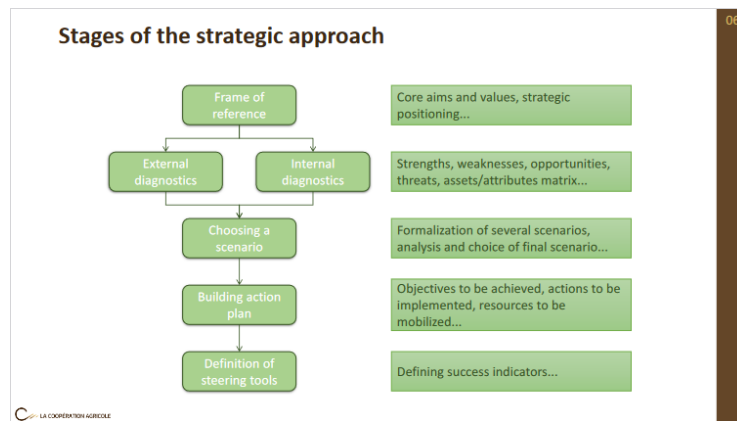 06
Stages of the strategic approach
Frame of
reference
Core aims and values, strategic
positioning...
External
diagnostics
Internal
diagnostics
Strengths, weaknesses, opportunities,
threats, assets/attributes matrix...
Choosing a
scenario
Formalization of several scenarios,
analysis and choice of final scenario...
Building action
plan
Objectives to be achieved, actions to be
implemented, resources to be
mobilized...
Definition of
steering tools
Defining success indicators...
LA COOPÉRATION AGRICOLE